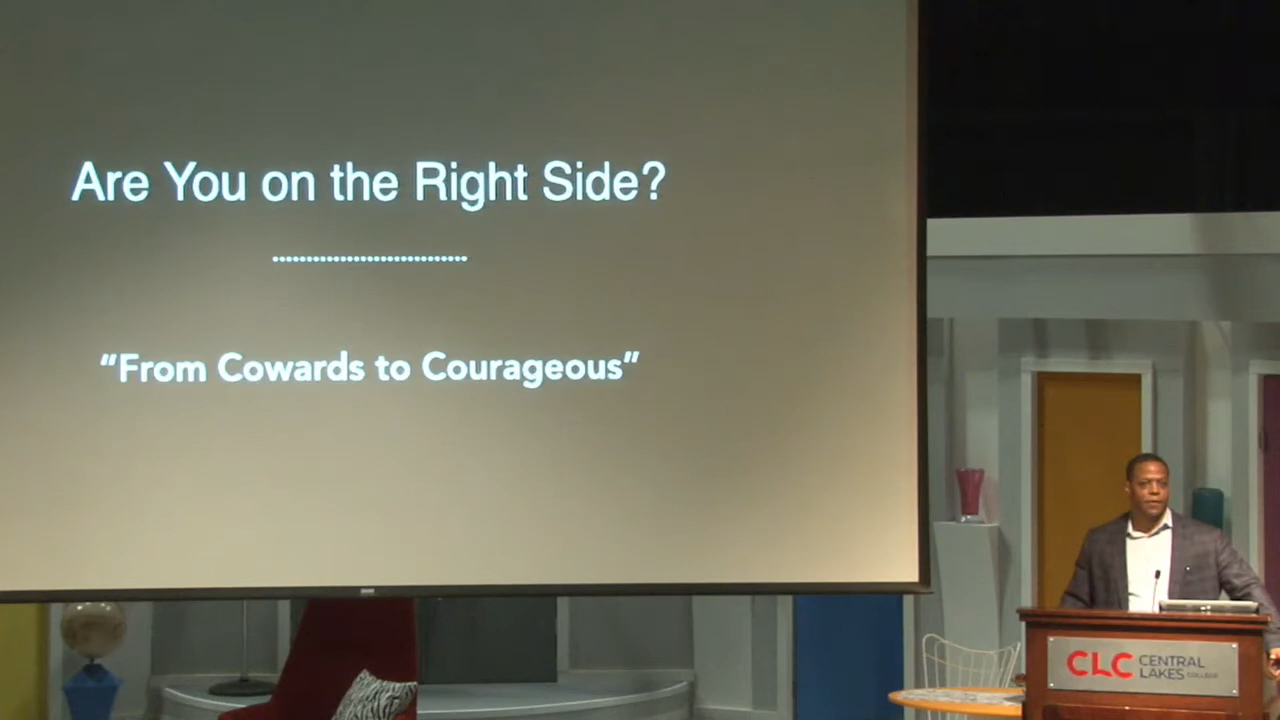 Are You on the Right Side?
“From Cowards to Courageous”
CLC CENTRAL
LAKES COLLEGE